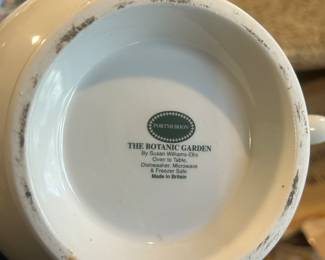 PORTMEIRION
THE BOTANIC GARDEN
By Susan Williams-Ellis
Oven to Table,
Dishwasher, Microwave
& Freezer Safe.
Made in Britain